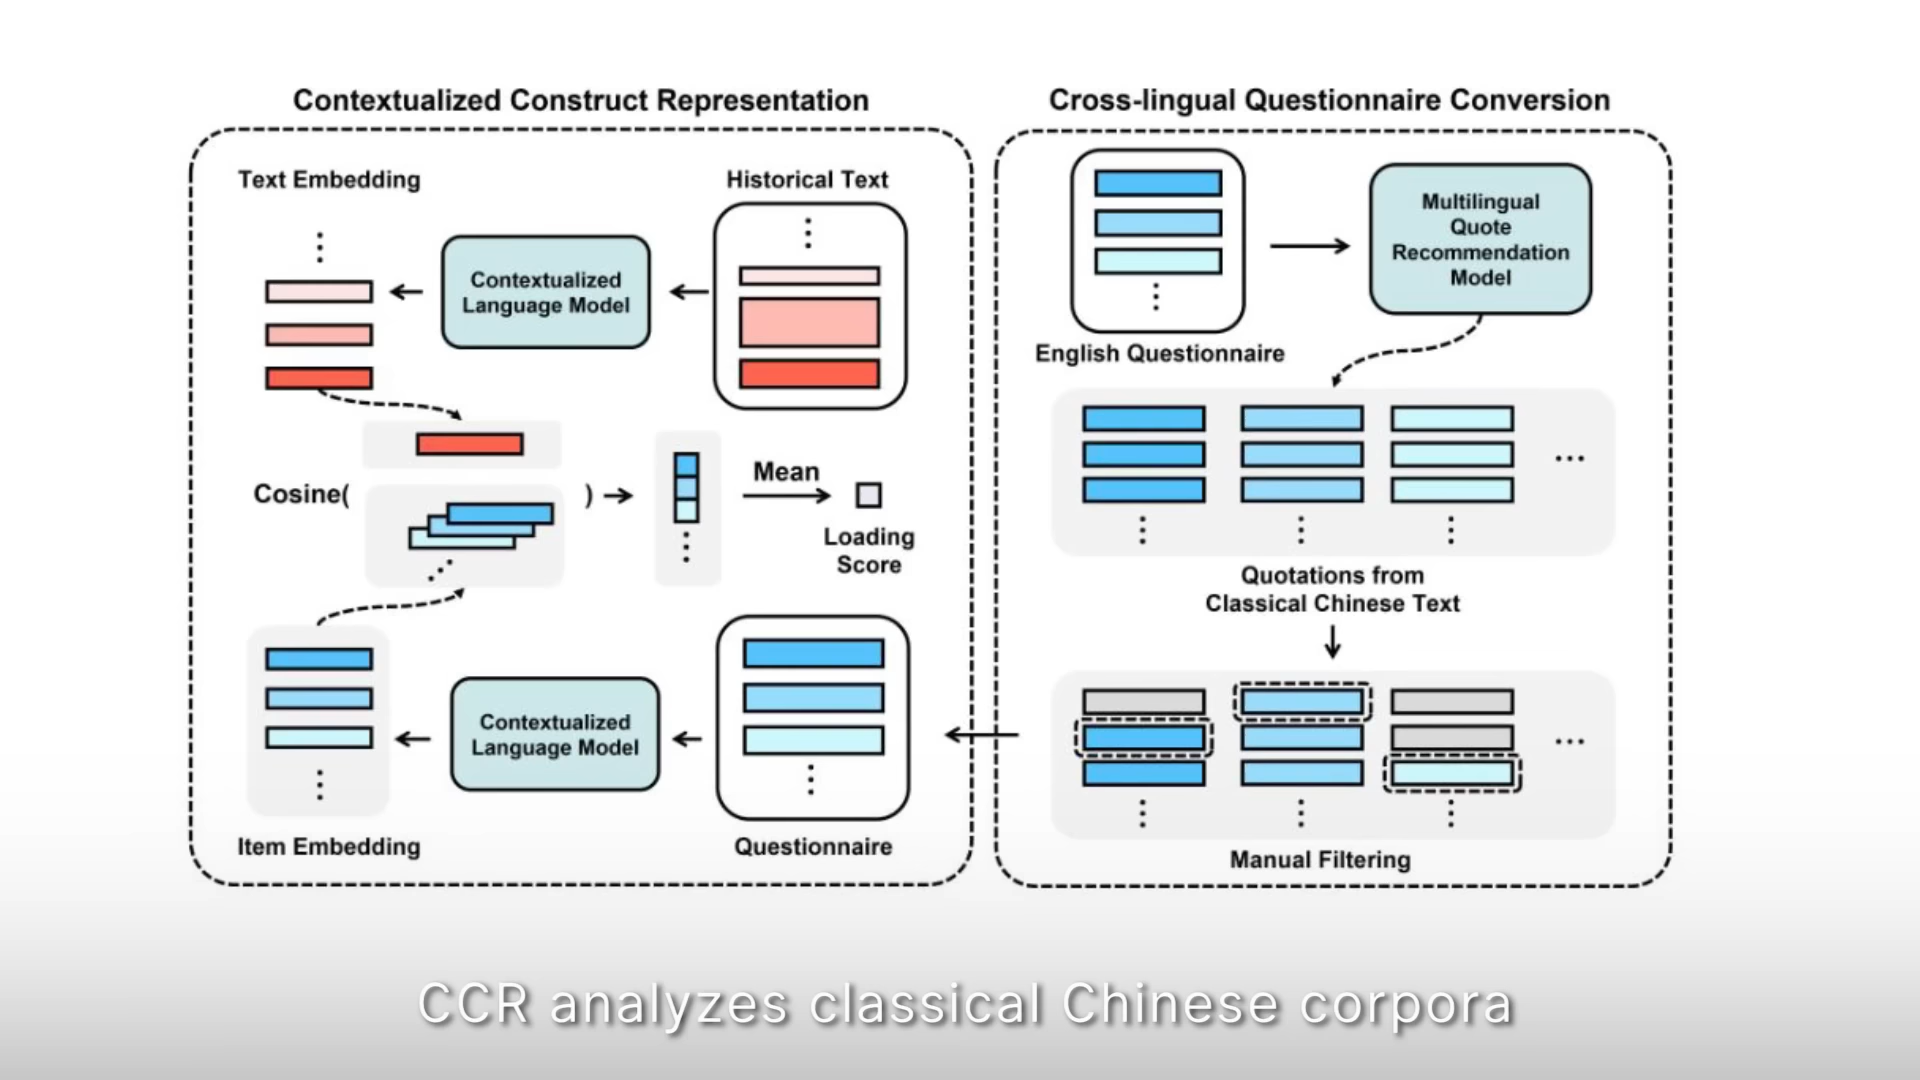 Contextualized Construct Representation
Text Embedding
Historical Text
Contextualized
Language Model
Cosine(
)
Mean
Loading
Score
Contextualized
Language Model
Item Embedding
Questionnaire
Cross-lingual Questionnaire Conversion
Multilingual
Quote
Recommendation
Model
English Questionnaire
Quotations from
Classical Chinese Text
Manual Filtering
CCR analyzes classical Chinese corpora